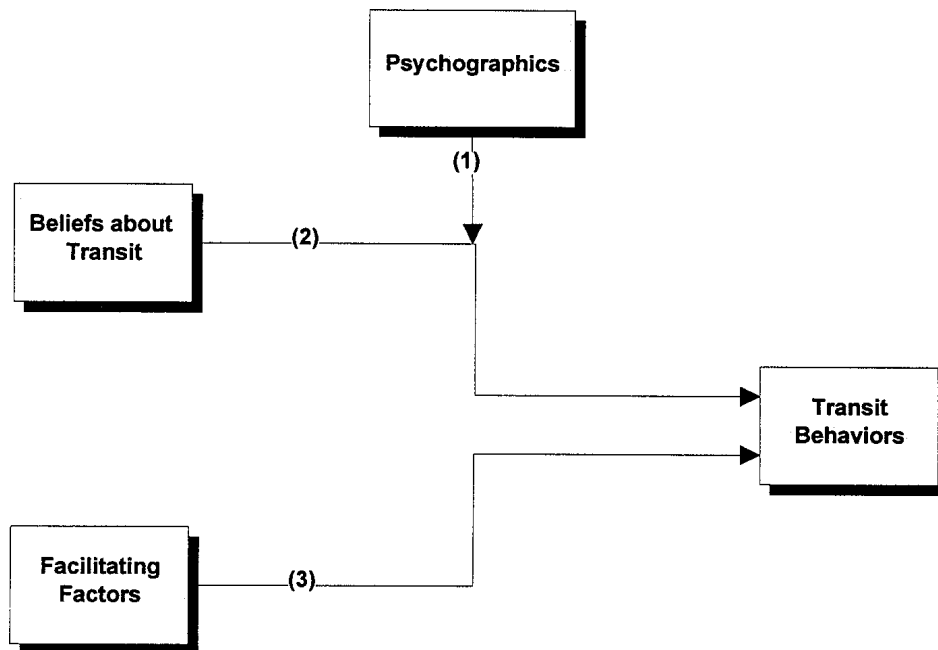 Psychographics
(1)
Beliefs about
Transit
(2)
Transit
Behaviors
Facilitating
Factors
(3)